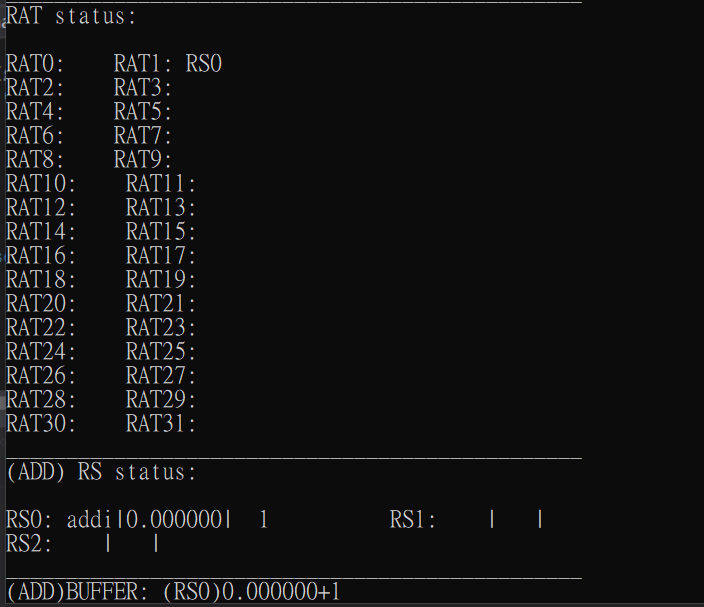 RAT status:
RAT0: RAT1: RS0
RAT2: RAT3:
RAT4: RAT5:
RAT6: RAT7:
RAT8: RAT9:
RAT10: RAT11:
RAT12: RAT13:
RAT14: RAT15:
RAT16: RAT17:
RAT18: RAT19:
RAT20: RAT21:
RAT22: RAT23:
RAT24: RAT25:
RAT26: RAT27:
RAT28: RAT29:
RAT30: RAT31:
(ADD) RS status:
RS0: addi|0.000000| 1 RS1: | |
RS2: | |
(ADD)BUFFER: (RS0)0.000000+1